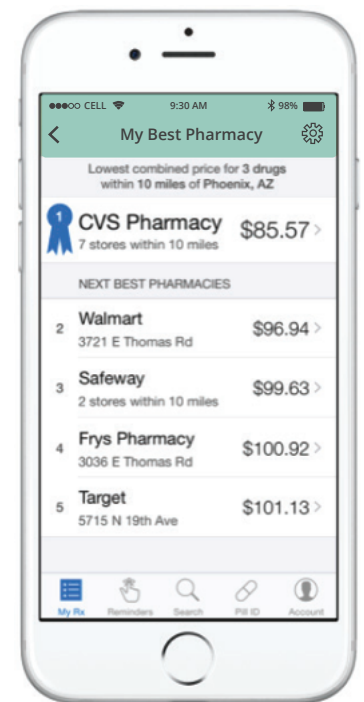 ●●●○○ CELL 9:30 AM 98%
My Best Pharmacy
Lowest combined price for 3 drugs
within 10 miles of Phoenix, AZ
1 CVS Pharmacy $85.57 >
7 stores within 10 miles
NEXT BEST PHARMACIES
2 Walmart $96.94 >
3721 E Thomas Rd
3 Safeway $99.63 >
2 stores within 10 miles
4 Frys Pharmacy $100.92 >
3036 E Thomas Rd
5 Target $101.13 >
5715 N 19th Ave
My Rx Reminders Search Pill ID Account